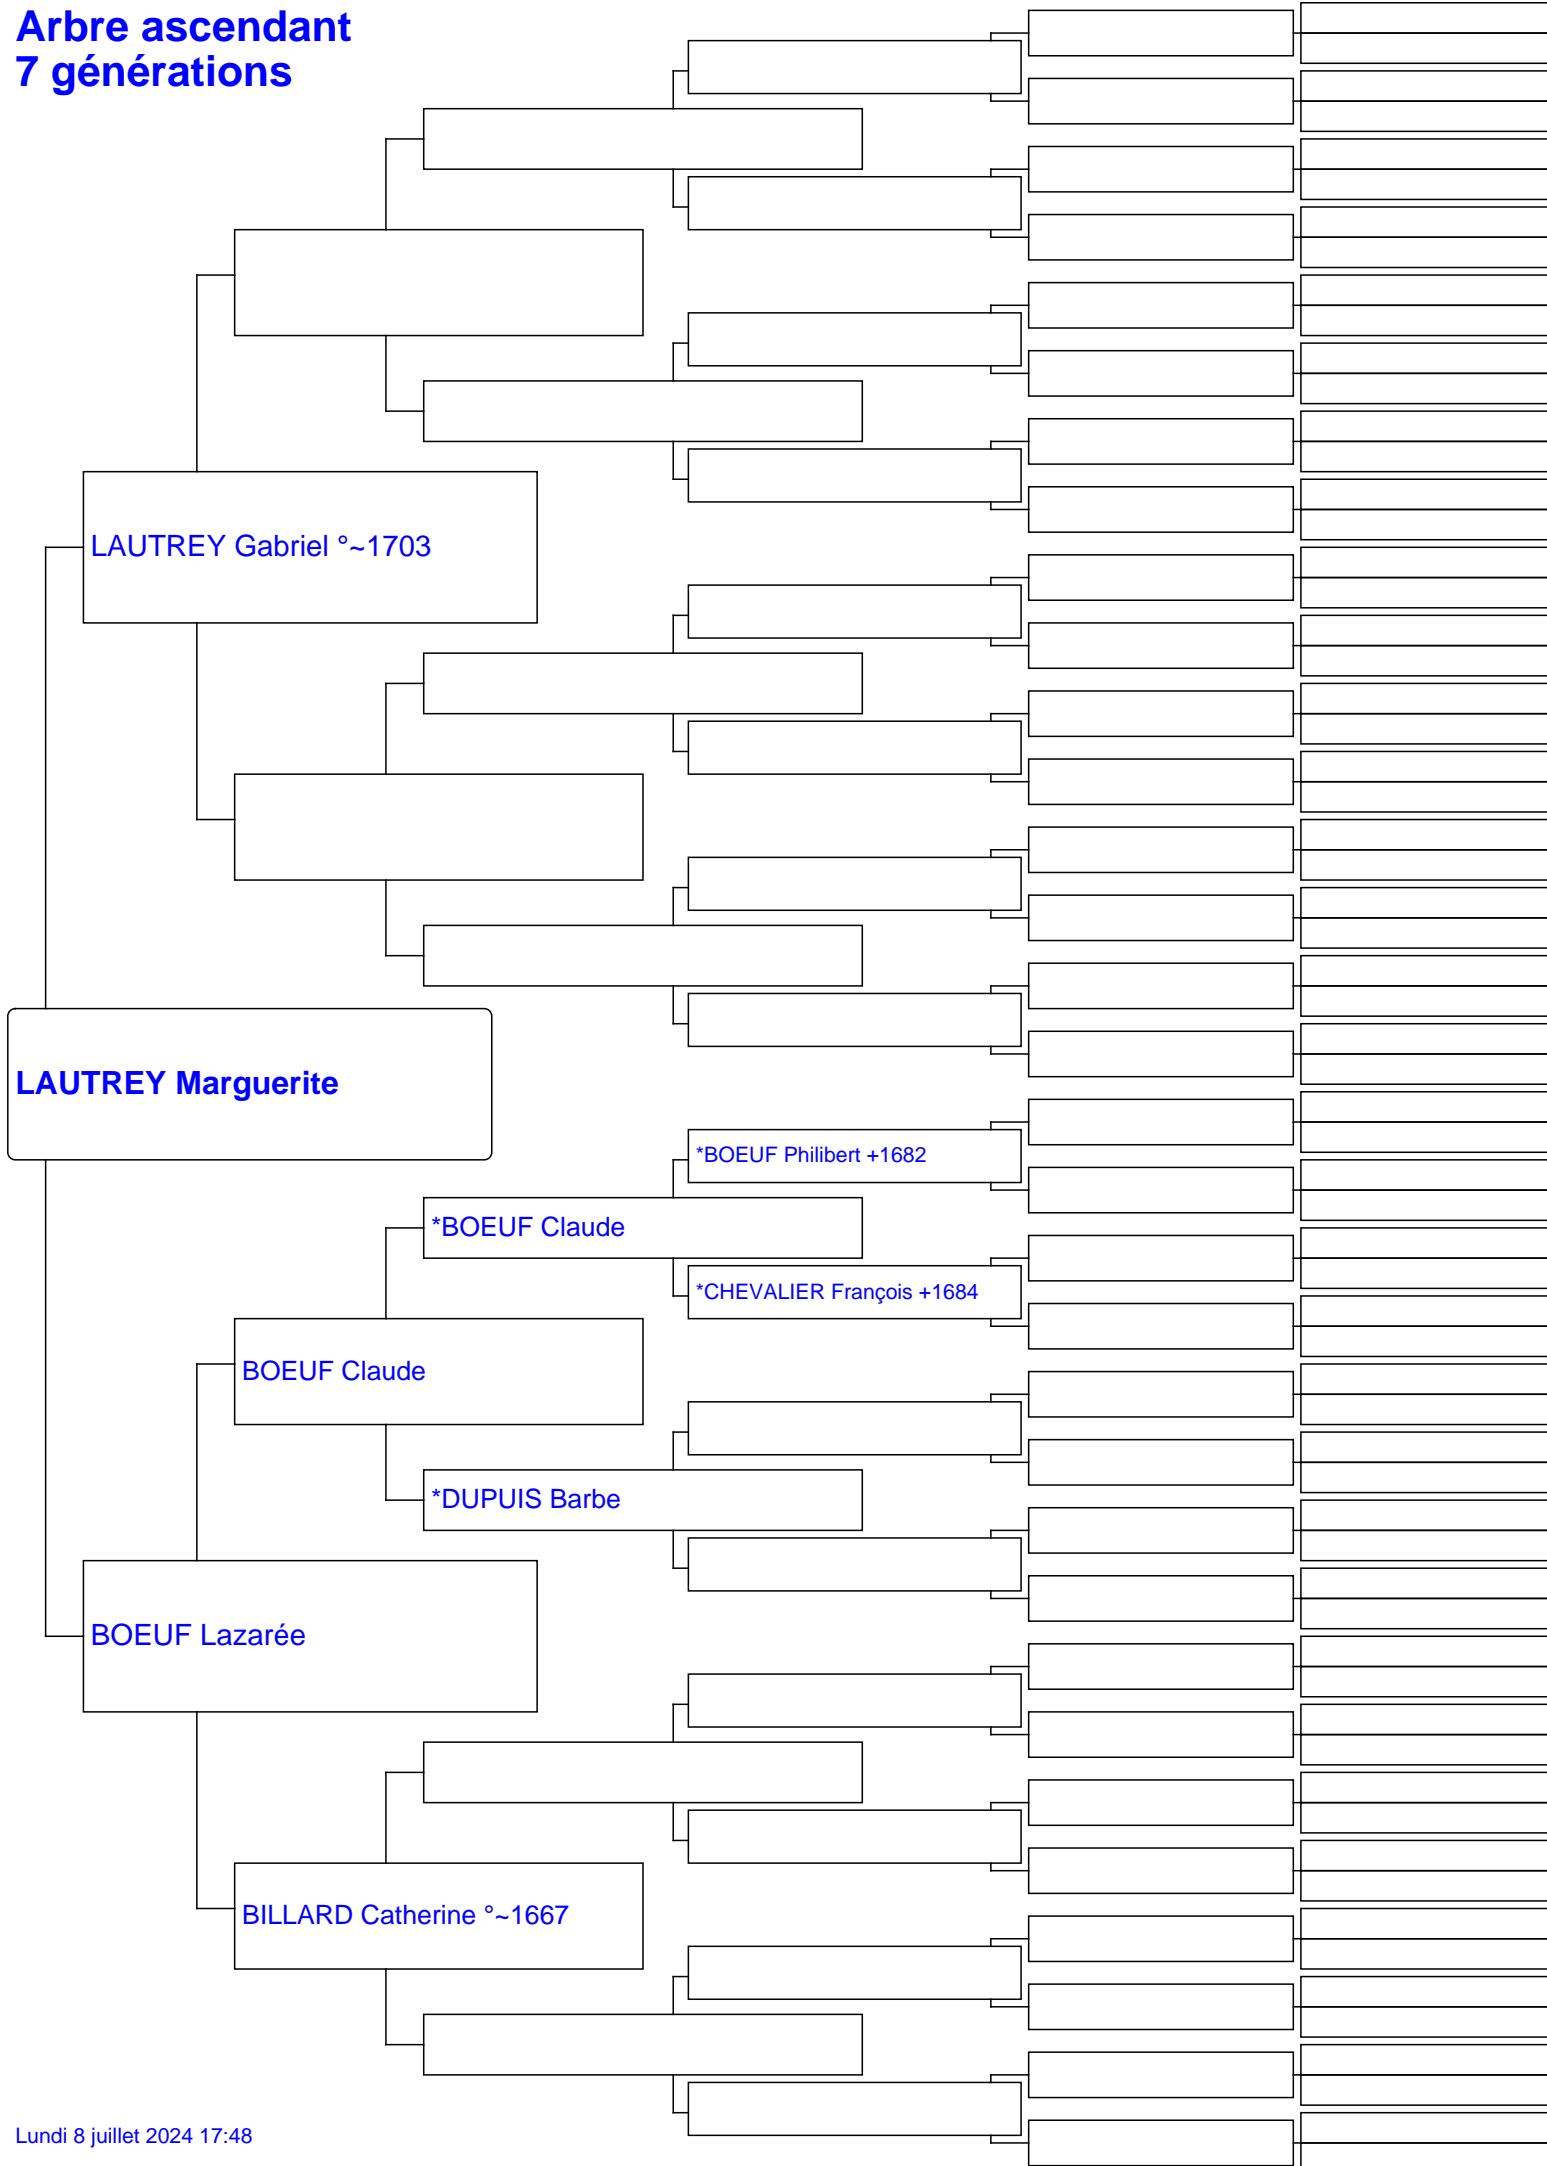 Arbre ascendant
7 générations
LAUTREY Gabriel °~1703
LAUTREY Marguerite
*BOEUF Philibert +1682
*BOEUF Claude
*CHEVALIER François +1684
BOEUF Claude
*DUPUIS Barbe
BOEUF Lazarée
BILLARD Catherine °~1667
Lundi 8 juillet 2024 17:48